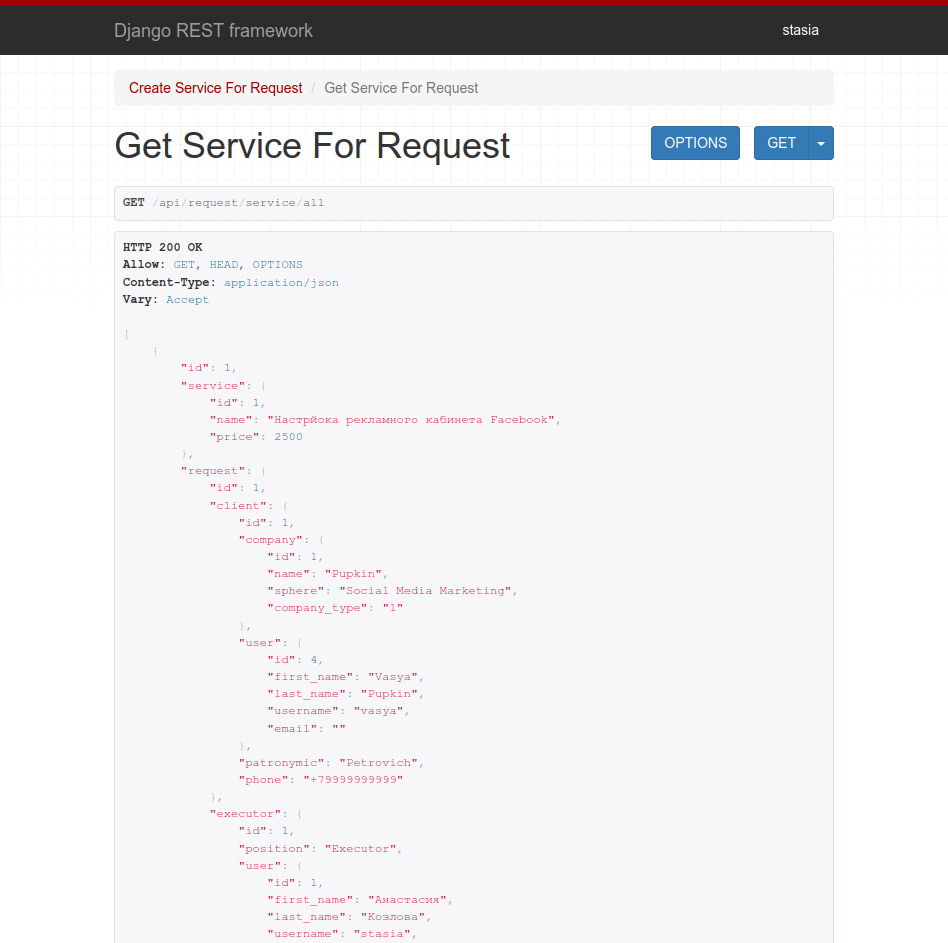 Django REST framework
stasia
Create Service For Request / Get Service For Request
Get Service For Request
OPTIONS
GET
GET /api/request/service/all
HTTP 200 OK
Allow: GET, HEAD, OPTIONS
Content-Type: application/json
Vary: Accept
[
    {
        "id": 1,
        "service": {
            "id": 1,
            "name": "Настрйока рекламного кабинета Facebook",
            "price": 2500
        },
        "request": {
            "id": 1,
            "client": {
                "id": 1,
                "company": {
                    "id": 1,
                    "name": "Pupkin",
                    "sphere": "Social Media Marketing",
                    "company_type": "1"
                },
                "user": {
                    "id": 4,
                    "first_name": "Vasya",
                    "last_name": "Pupkin",
                    "username": "vasya",
                    "email": ""
                },
                "patronymic": "Petrovich",
                "phone": "+79999999999"
            },
            "executor": {
                "id": 1,
                "position": "Executor",
                "user": {
                    "id": 1,
                    "first_name": "Анастасия",
                    "last_name": "Козлова",
                    "username": "stasia",